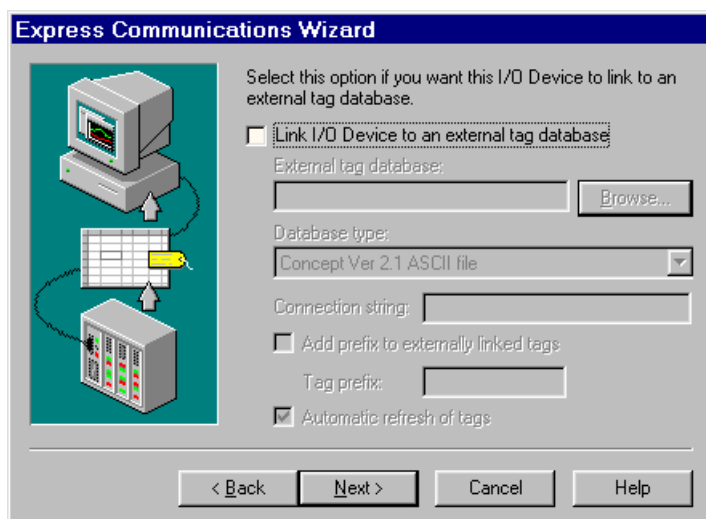 Express Communications Wizard
Select this option if you want this I/O Device to link to an
external tag database.
Link I/O Device to an external tag database
External tag database:
Browse...
Database type:
Concept Ver 2.1 ASCII file
Connection string:
Add prefix to externally linked tags
Tag prefix:
Automatic refresh of tags
< Back
Next >
Cancel
Help